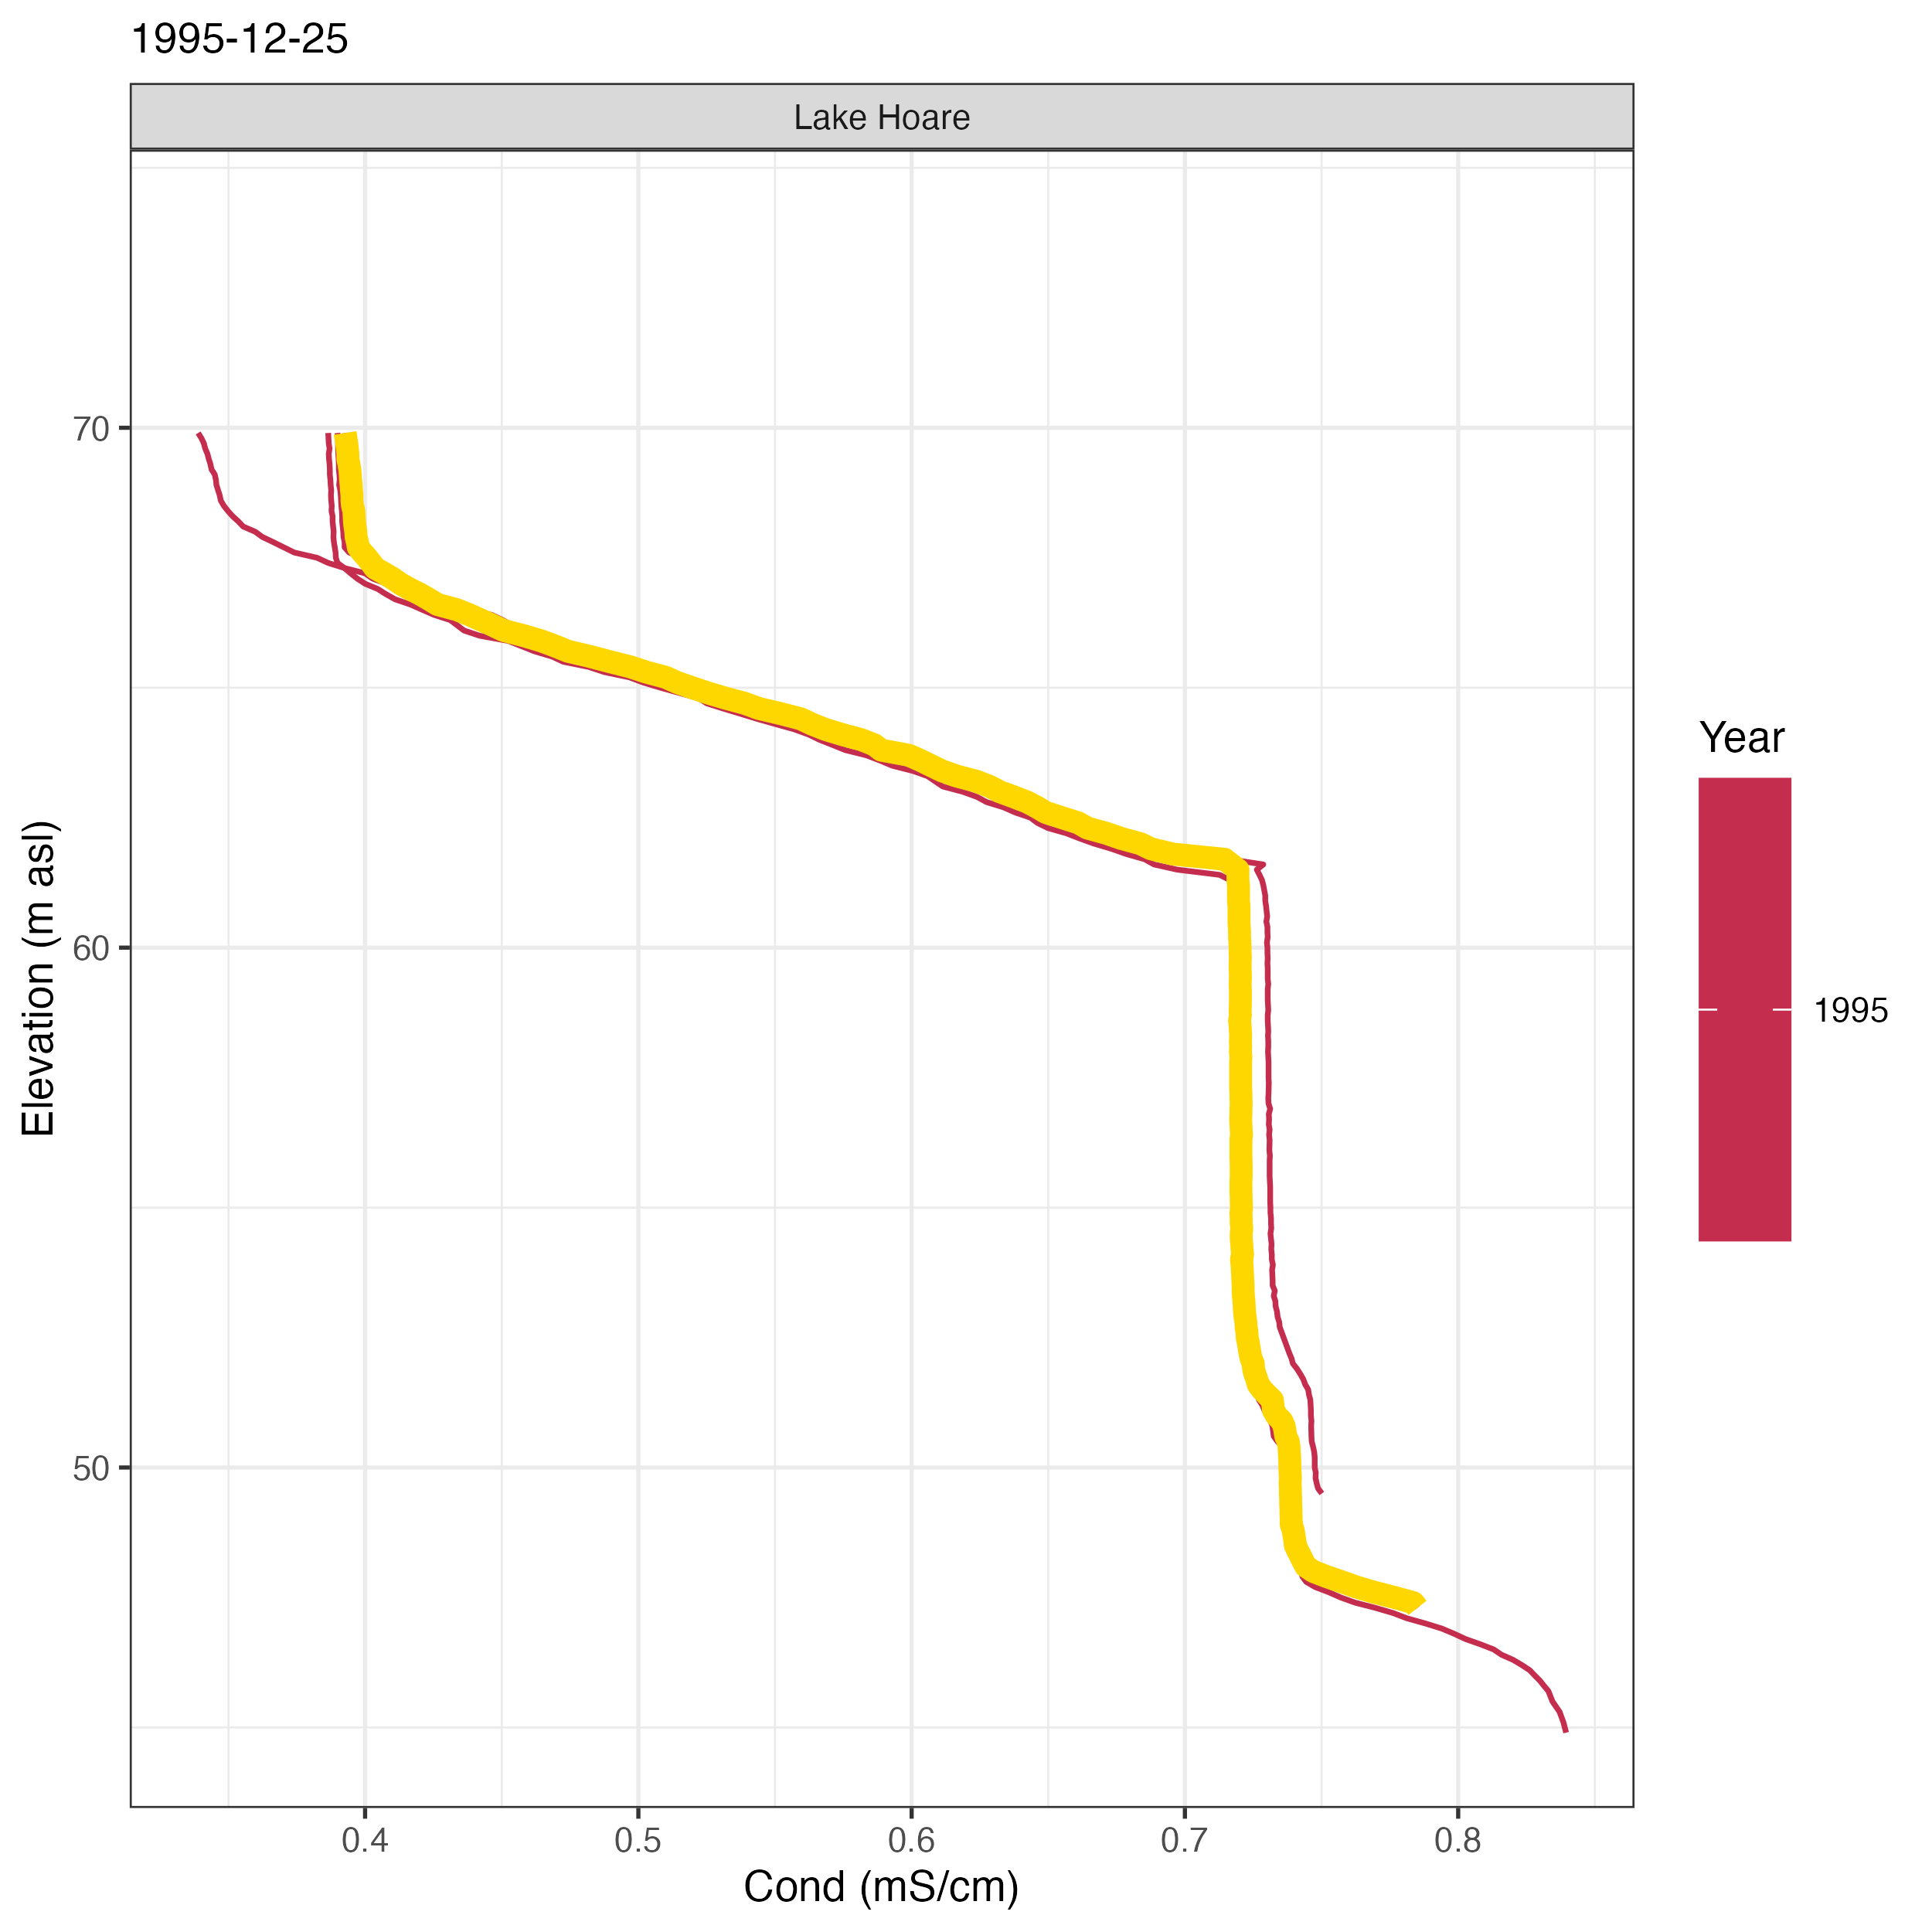 1995-12-25
Lake Hoare
70
60
50
Elevation (m asl)
0.4 0.5 0.6 0.7 0.8
Cond (mS/cm)
Year
1995